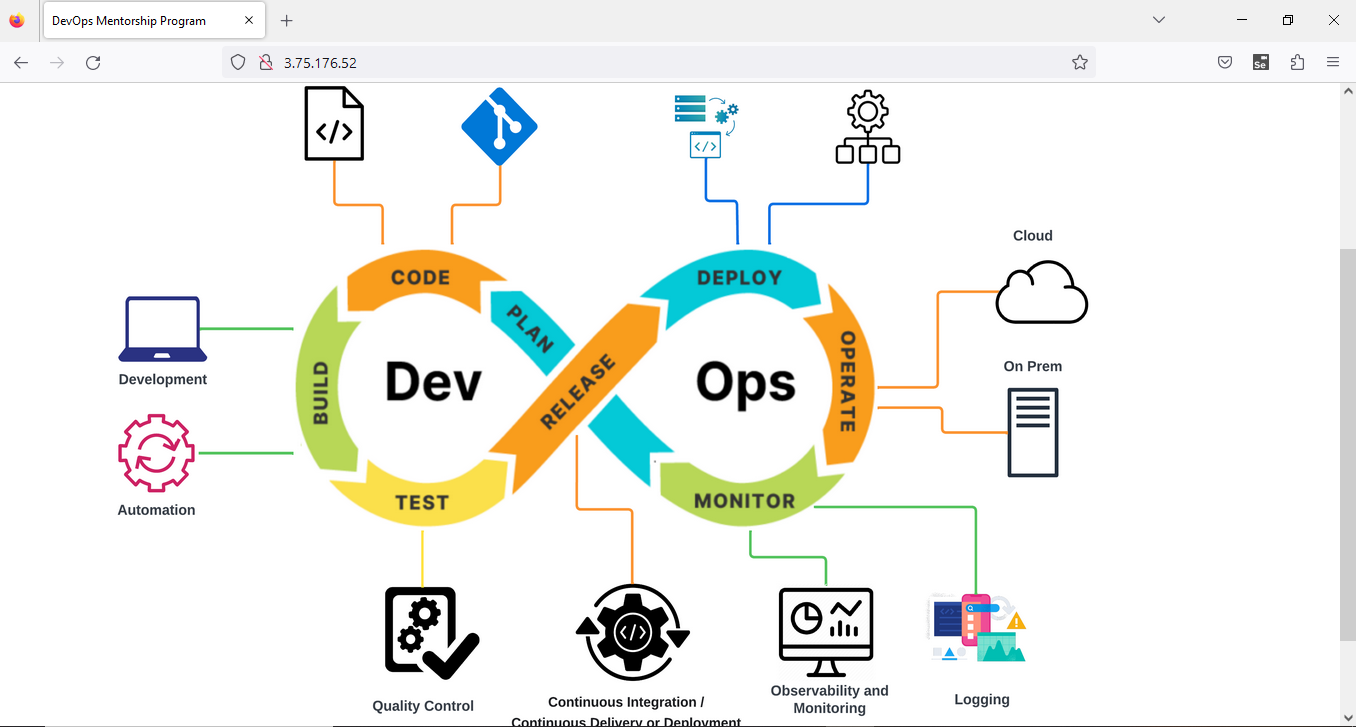 DevOps Mentorship Program
3.75.176.52
Se
</>
</>
</>
Cloud
CODE
DEPLOY
PLAN
Development
BUILD
Dev
RELEASE
Ops
OPERATE
On Prem
Automation
TEST
MONITOR
</>
</>
Quality Control
Continuous Integration /
Continuous Delivery or Deployment
Observability and
Monitoring
Logging